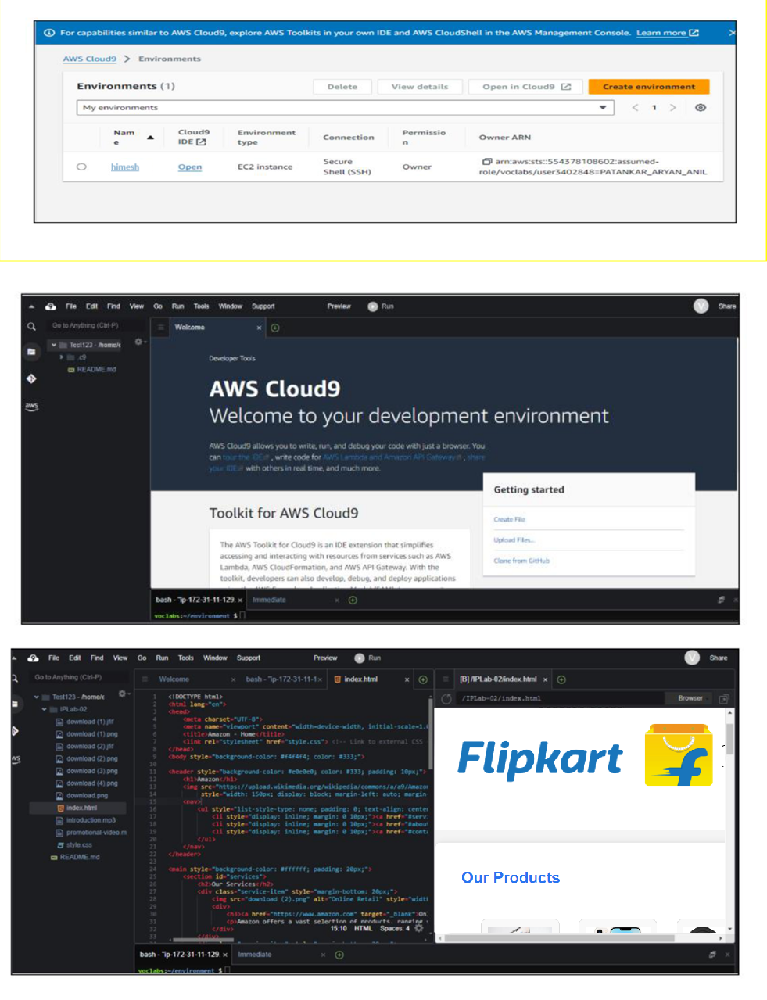 For capabilities similar to AWS Cloud9, explore AWS Toolkits in your own IDE and AWS CloudShell in the AWS Management Console. Learn more
AWS Cloud9 > Environments
Environments (1) Delete View details Open in Cloud9 Create environment
My environments < 1 >
Name Cloud9 IDE Environment type Connection Permission Owner ARN
himesh Open EC2 instance Secure Shell (SSH) Owner arn:aws:sts::554378108602:assumed-
role/voclabs/user3402848=PATANKAR_ARYAN_ANIL
File Edit Find View Go Run Tools Window Support Preview Run V Share
Go to Anything (Ctrl-P) Welcome
Test123 - /home/e
.c9
README.md
aws
Developer Tools
AWS Cloud9
Welcome to your development environment
AWS Cloud9 allows you to write, run, and debug your code with just a browser. You
can tour the IDE, write code for AWS Lambda and Amazon API Gateway, share
your IDE with others in real time, and much more.
Getting started
Create File
Upload Files...
Clone from GitHub
Toolkit for AWS Cloud9
The AWS Toolkit for Cloud9 is an IDE extension that simplifies
accessing and interacting with resources from services such as AWS
Lambda, AWS CloudFormation, and AWS API Gateway. With the
toolkit, developers can also develop, debug, and deploy applications
bash - "ip-172-31-11-129. × Immediate
voclabs:~/environment $
File Edit Find View Go Run Tools Window Support Preview Run V Share
Go to Anything (Ctrl-P) Welcome bash - "ip-172-31-11-1 index.html [B] /IPLab-02/index.html
/IPLab-02/index.html Browser
Test123 - /home/e
IPLab-02
download (1).jfif
download (1).png
download (2).jfif
download (2).png
download (3).png
download (4).png
download.png
index.html
introduction.mp3
promotional-video.m
style.css
README.md
1 <!DOCTYPE html>
2 <html lang="en">
3 <head>
4 <meta charset="UTF-8">
5 <meta name="viewport" content="width=device-width, initial-scale=1.0
6 <title>Amazon - Home</title>
7 <link rel="stylesheet" href="style.css"> <!-- Link to external CSS
8 </head>
9 <body style="background-color: #f4f4f4; color: #333;">
10
11 <header style="background-color: #e0e0e0; color: #333; padding: 10px;">
12 <h1>Amazon</h1>
13 <img src="https://upload.wikimedia.org/wikipedia/commons/a/a9/Amazon
14 style="width: 150px; display: block; margin-left: auto; margin-
15 <nav>
16 <ul style="list-style-type: none; padding: 0; text-align: cente
17 <li style="display: inline; margin: 0 10px;"><a href="#serv
18 <li style="display: inline; margin: 0 10px;"><a href="#about
19 <li style="display: inline; margin: 0 10px;"><a href="#conta
20 </ul>
21 </nav>
22 </header>
23
24 <main style="background-color: #ffffff; padding: 20px;">
25 <section id="services">
26 <h2>Our Services</h2>
27 <div class="service-item" style="margin-bottom: 20px;">
28 <img src="download (2).png" alt="Online Retail" style="widt
29 <div>
30 <h3><a href="https://www.amazon.com" target="_blank">On
31 <p>Amazon offers a vast selection of products, ranging
32 </div>
33 </div>
15:10 HTML Spaces: 4
Flipkart
Our Products
bash - "ip-172-31-11-129. × Immediate
voclabs:~/environment $